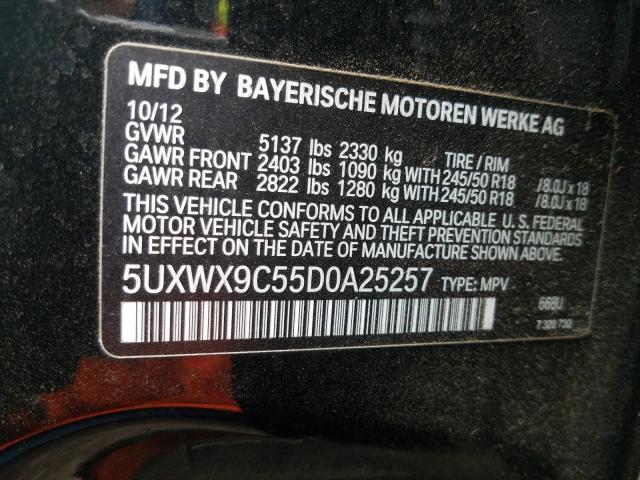 MFD BY BAYERISCHE MOTOREN WERKE AG
10/12
GVWR 5137 lbs 2330 kg TIRE / RIM
GAWR FRONT 2403 lbs 1090 kg WITH 245/50 R18 /8.0J x 18
GAWR REAR 2822 lbs 1280 kg WITH 245/50 R18 /8.0J x 18
THIS VEHICLE CONFORMS TO ALL APPLICABLE U.S. FEDERAL
MOTOR VEHICLE SAFETY AND THEFT PREVENTION STANDARDS
IN EFFECT ON THE DATE OF MANUFACTURE SHOWN ABOVE.
5UXWX9C55D0A25257 TYPE: MPV
668U
7 320 730